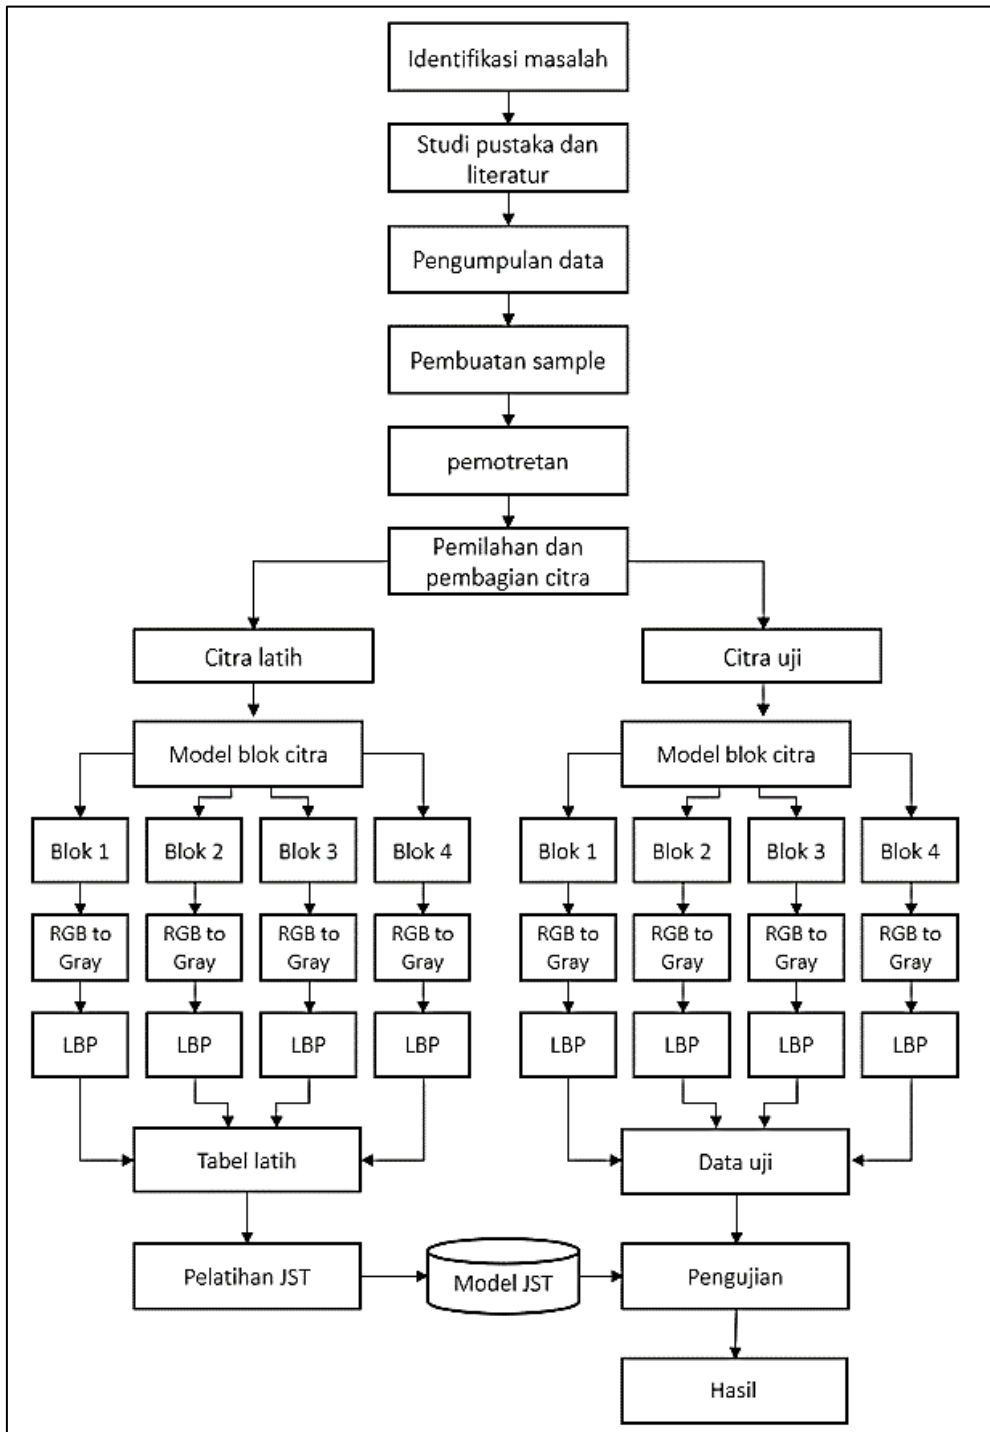 Identifikasi masalah
Studi pustaka dan
literatur
Pengumpulan data
Pembuatan sample
pemotretan
Pemilahan dan
pembagian citra
Citra latih
Citra uji
Model blok citra
Model blok citra
Blok 1
Blok 2
Blok 3
Blok 4
Blok 1
Blok 2
Blok 3
Blok 4
RGB to
Gray
RGB to
Gray
RGB to
Gray
RGB to
Gray
RGB to
Gray
RGB to
Gray
RGB to
Gray
RGB to
Gray
LBP
LBP
LBP
LBP
LBP
LBP
LBP
LBP
Tabel latih
Data uji
Pelatihan JST
Model JST
Pengujian
Hasil